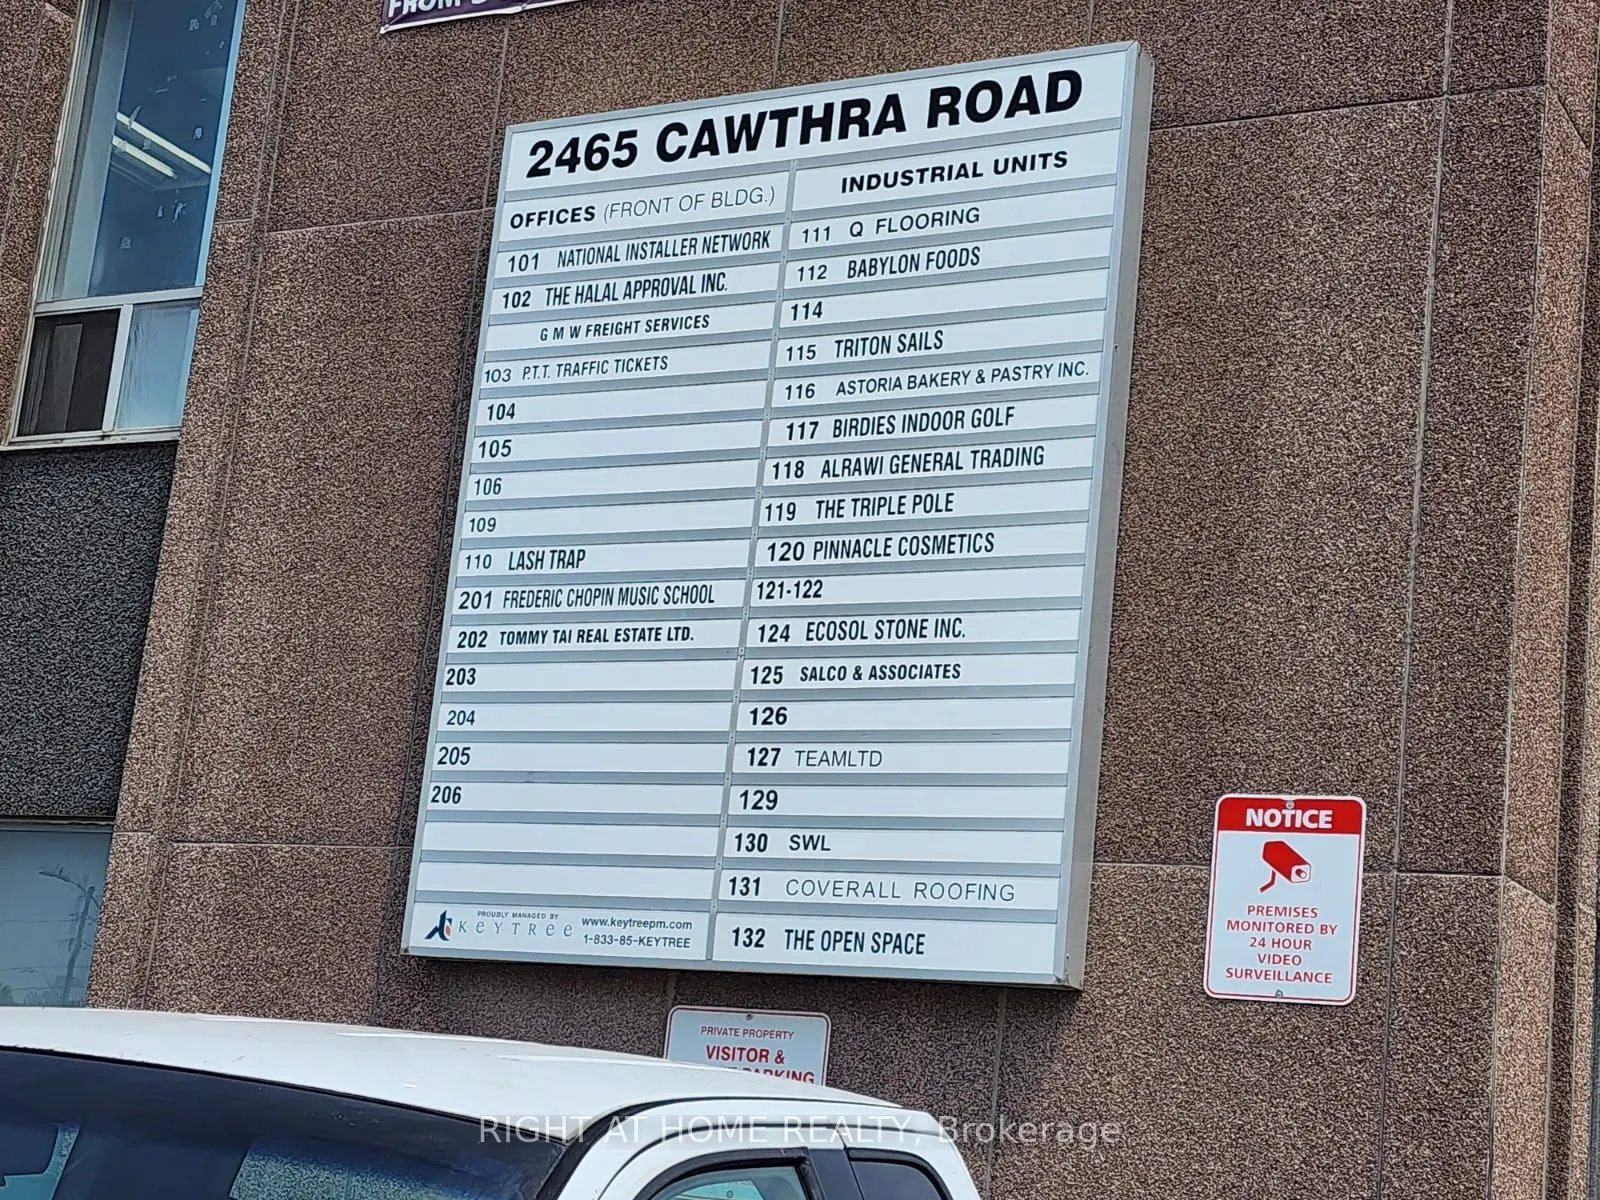 FROM
2465 CAWTHRA ROAD
OFFICES (FRONT OF BLDG.)
101 NATIONAL INSTALLER NETWORK
102 THE HALAL APPROVAL INC.
G M W FREIGHT SERVICES
103 P.T.T. TRAFFIC TICKETS
104
105
106
109
110 LASH TRAP
201 FREDERIC CHOPIN MUSIC SCHOOL
202 TOMMY TAI REAL ESTATE LTD.
203
204
205
206
PROUDLY MANAGED BY
KEYTREE
www.keytreepm.com
1-833-85-KEYTREE
INDUSTRIAL UNITS
111 Q FLOORING
112 BABYLON FOODS
114
115 TRITON SAILS
116 ASTORIA BAKERY & PASTRY INC.
117 BIRDIES INDOOR GOLF
118 ALRAWI GENERAL TRADING
119 THE TRIPLE POLE
120 PINNACLE COSMETICS
121-122
124 ECOSOL STONE INC.
125 SALCO & ASSOCIATES
126
127 TEAMLTD
129
130 SWL
131 COVERALL ROOFING
132 THE OPEN SPACE
NOTICE
PREMISES
MONITORED BY
24 HOUR
VIDEO
SURVEILLANCE
PRIVATE PROPERTY
VISITOR &
PARKING
RIGHT AT HOME REALTY, Brokerage